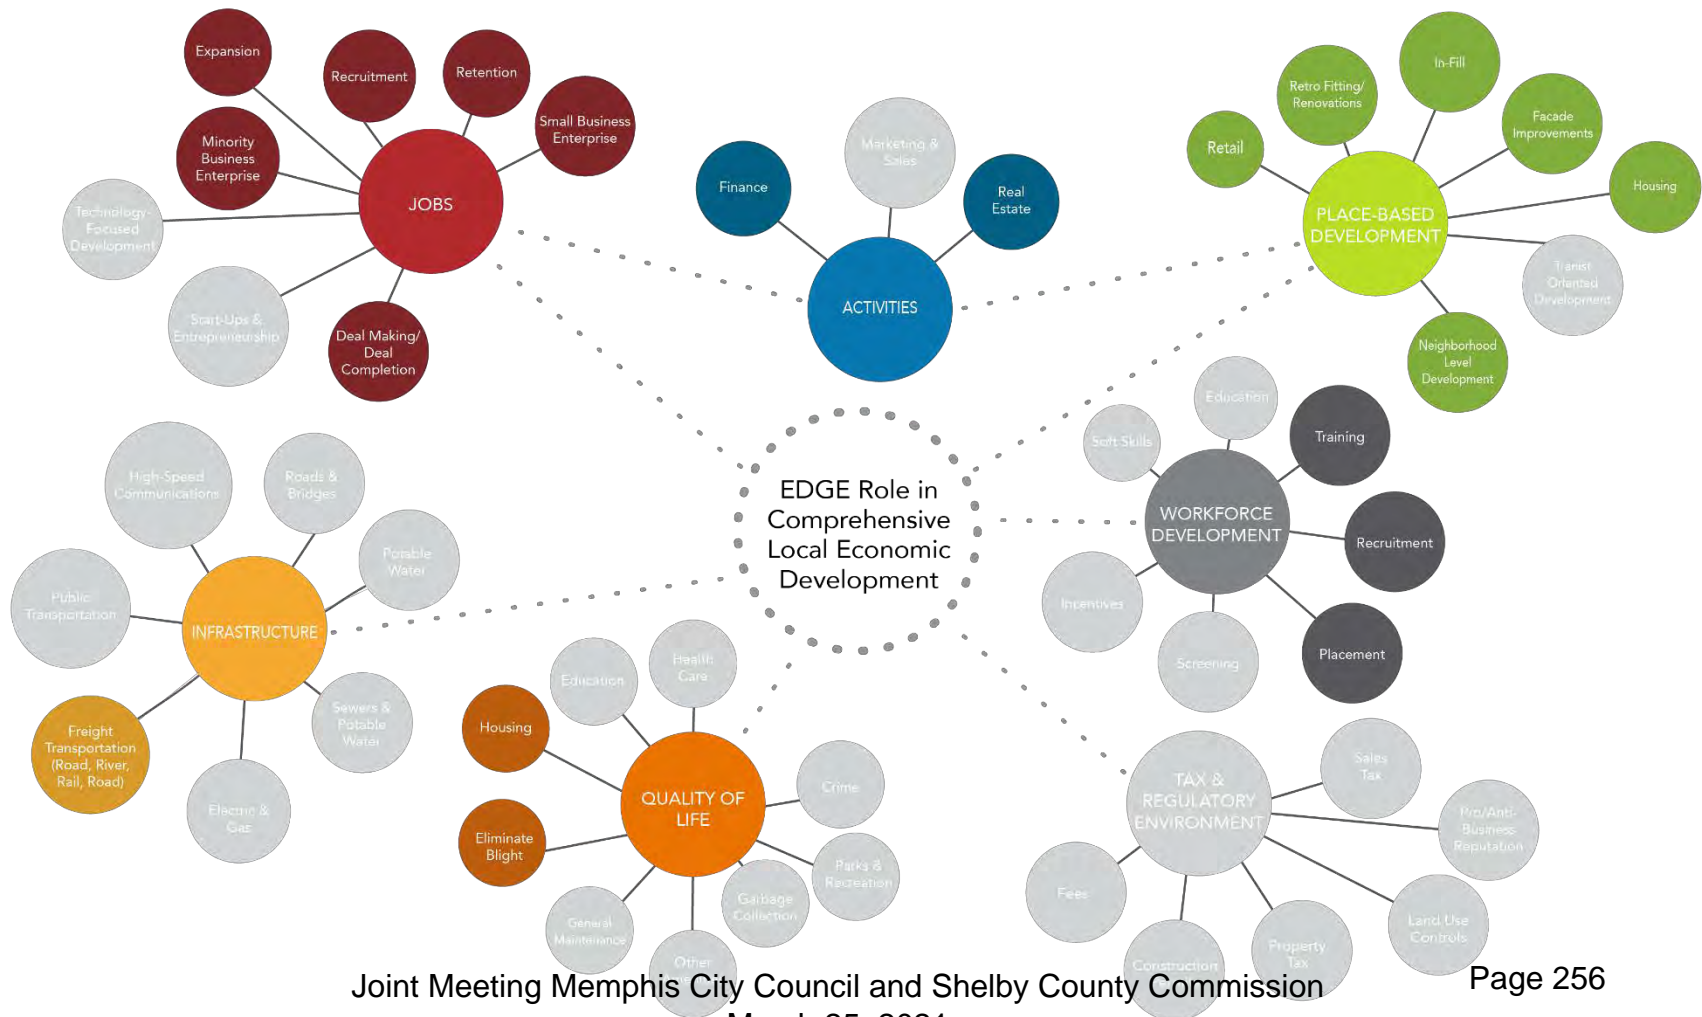 Expansion
Recruitment
Retention
Small Business
Enterprise
Minority
Business
Enterprise
Technology-
Focused
Development
Start-Ups &
Entrepreneurship
Deal Making/
Deal
Completion
JOBS
Finance
Marketing &
Sales
Real
Estate
ACTIVITIES
Retail
Retro Fitting/
Renovations
In-Fill
Facade
Improvements
Housing
Transit
Oriented
Development
Neighborhood
Level
Development
PLACE-BASED
DEVELOPMENT
EDGE Role in
Comprehensive
Local Economic
Development
Soft Skills
Education
Training
Recruitment
Placement
Screening
Incentives
WORKFORCE
DEVELOPMENT
High-Speed
Communications
Roads &
Bridges
Potable
Water
Public
Transportation
INFRASTRUCTURE
Freight
Transportation
(Road, River,
Rail, Road)
Electric &
Gas
Sewers &
Potable
Water
Housing
Education
Health
Care
Crime
Eliminate
Blight
QUALITY OF
LIFE
Parks &
Recreation
Garbage
Collection
General
Maintenance
Other
TAX &
REGULATORY
ENVIRONMENT
Sales
Tax
Pro/Anti-
Business
Reputation
Land Use
Controls
Property
Tax
Construction
Fees
Joint Meeting Memphis City Council and Shelby County Commission
Page 256